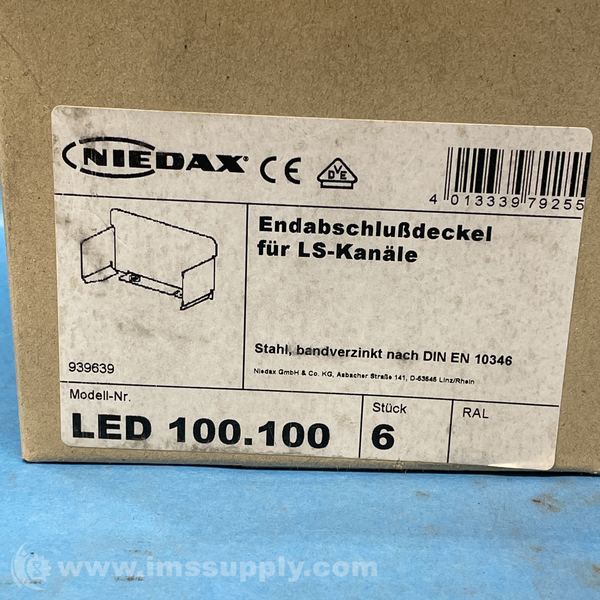 NIEDAX®
CE
DVE
4 013339 79255
Endabschlußdeckel
für LS-Kanäle
Stahl, bandverzinkt nach DIN EN 10346
Niedax GmbH & Co. KG, Asbacher Straße 141, D-53545 Linz/Rhein
939639
Modell-Nr.
LED 100.100
Stück
6
RAL
www.imssupply.com